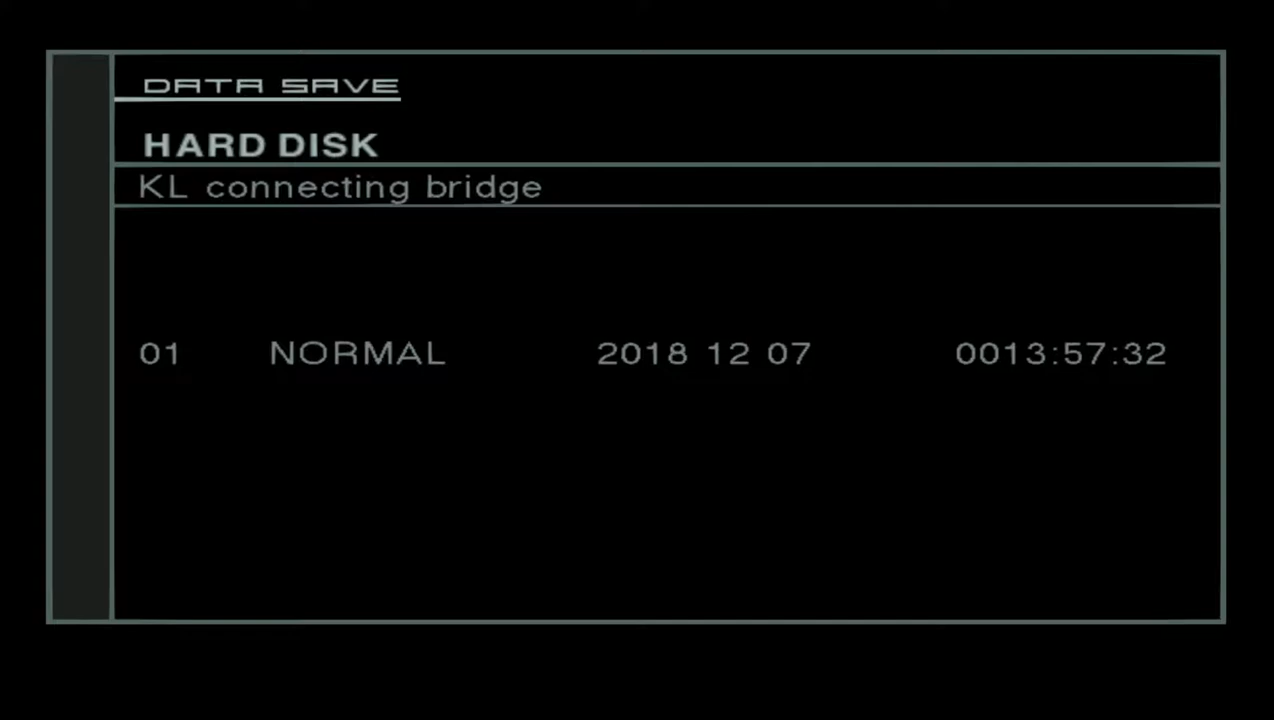 DATA SAVE
HARD DISK
KL connecting bridge
01 NORMAL 2018 12 07 0013:57:32